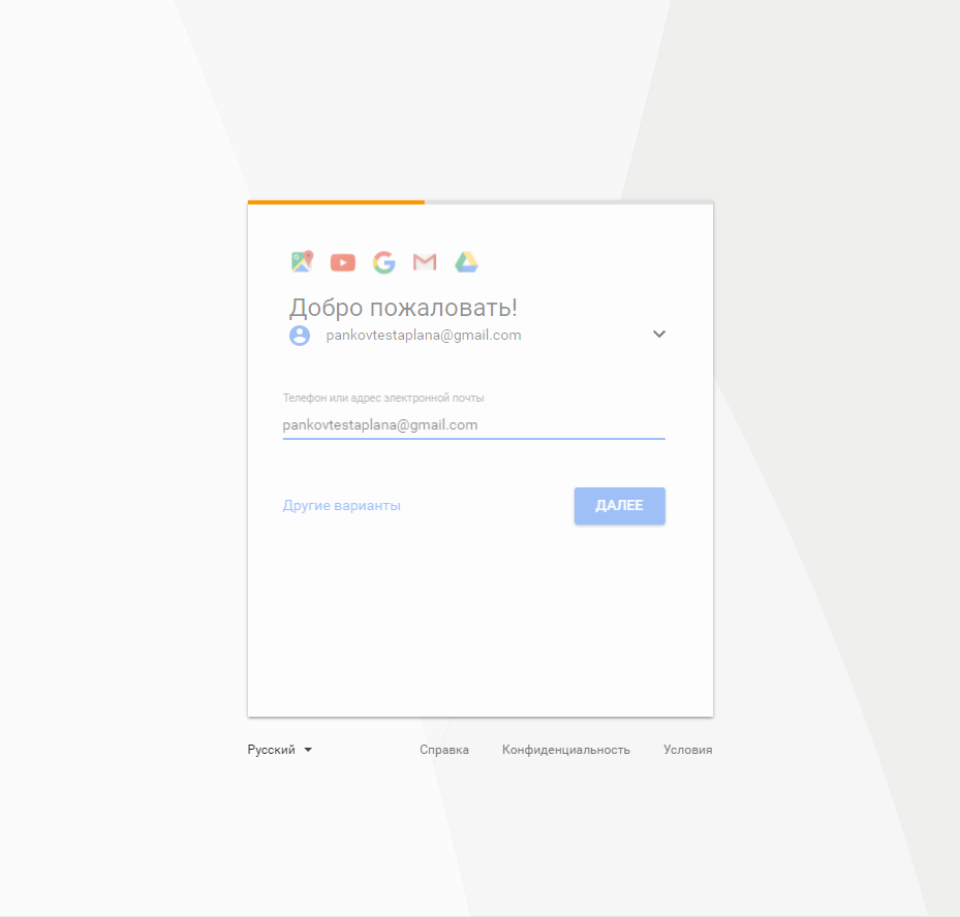 Добро пожаловать!
pankovtestaplana@gmail.com
Телефон или адрес электронной почты
pankovtestaplana@gmail.com
Другие варианты ДАЛЕЕ
Русский Справка Конфиденциальность Условия